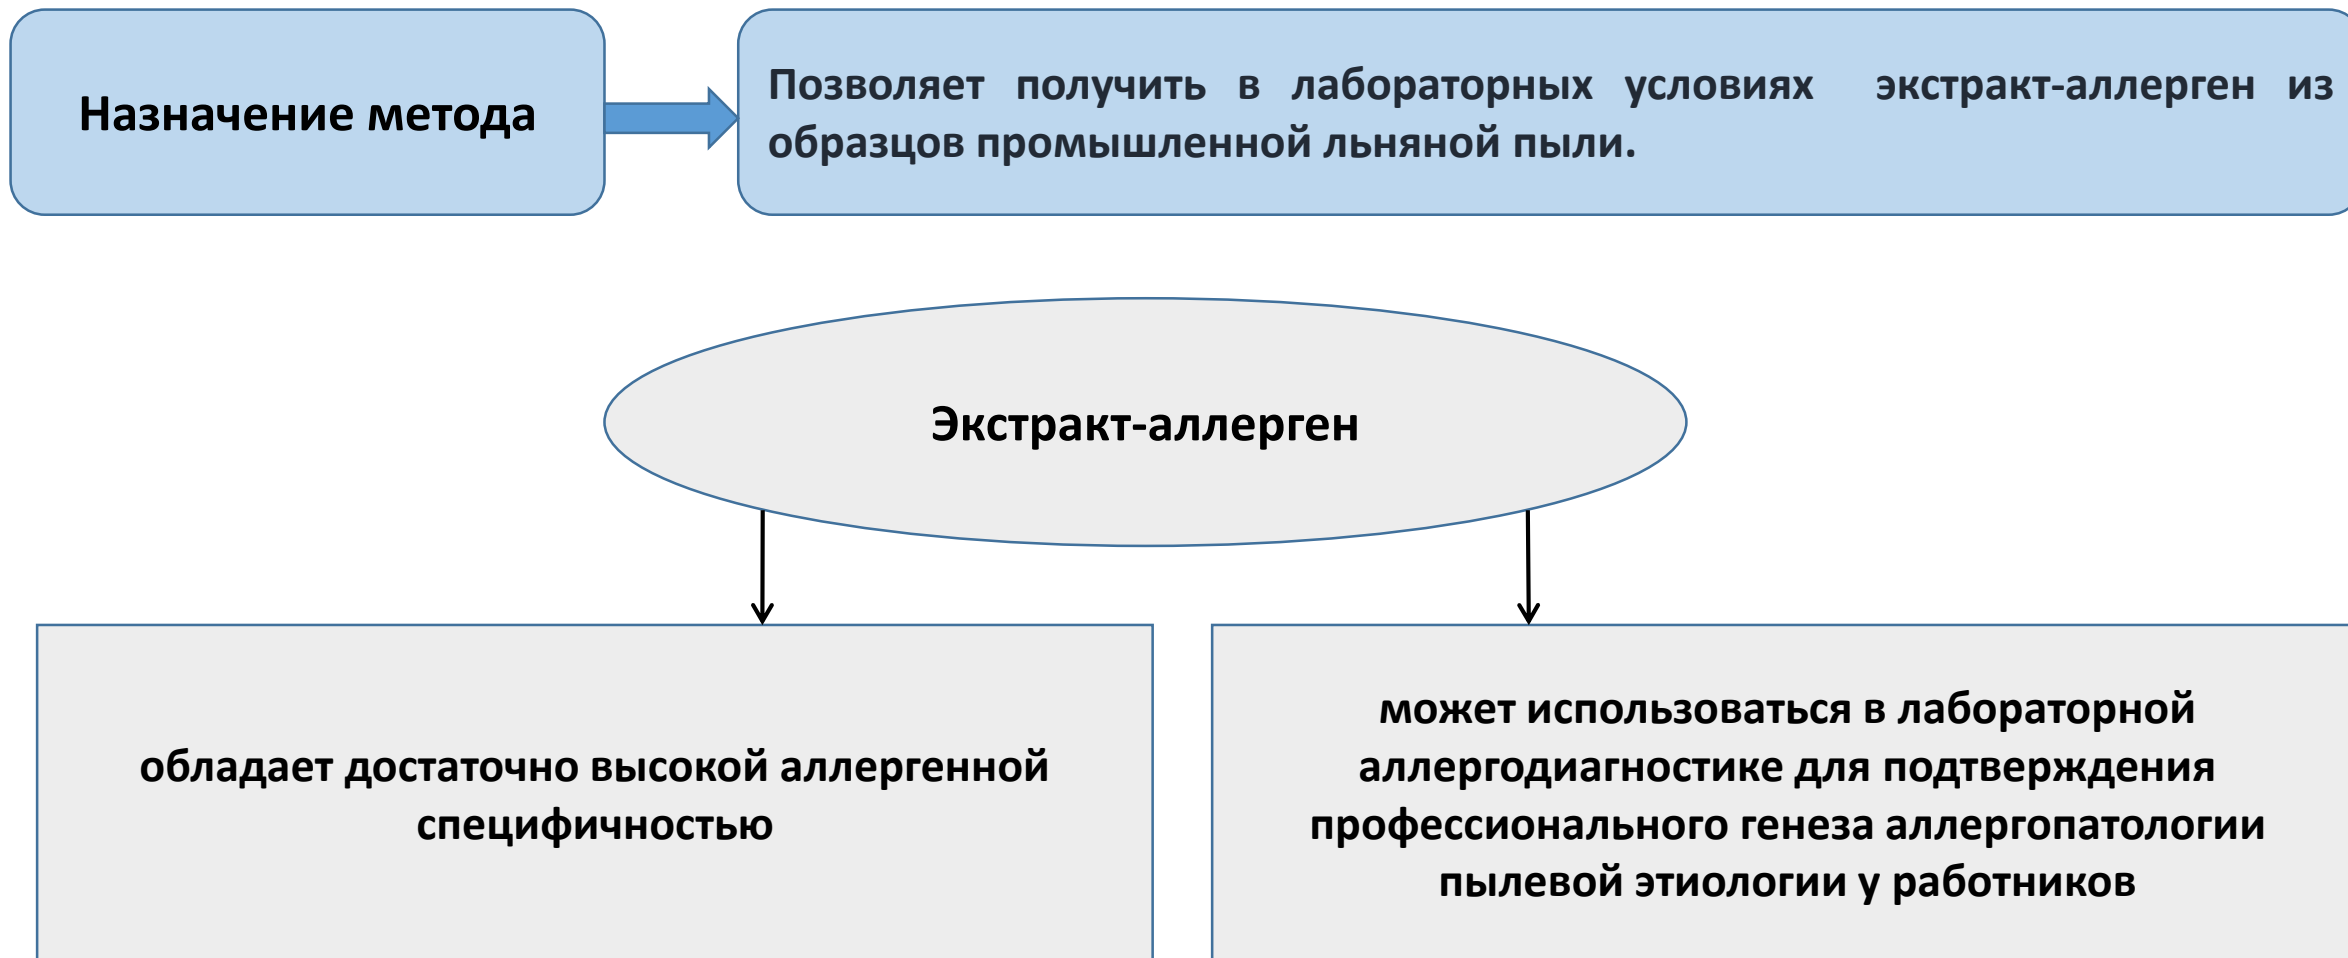 Назначение метода
Позволяет получить в лабораторных условиях экстракт-аллерген из
образцов промышленной льняной пыли.
Экстракт-аллерген
обладает достаточно высокой аллергенной
специфичностью
может использоваться в лабораторной
аллергодиагностике для подтверждения
профессионального генеза аллергопатологии
пылевой этиологии у работников